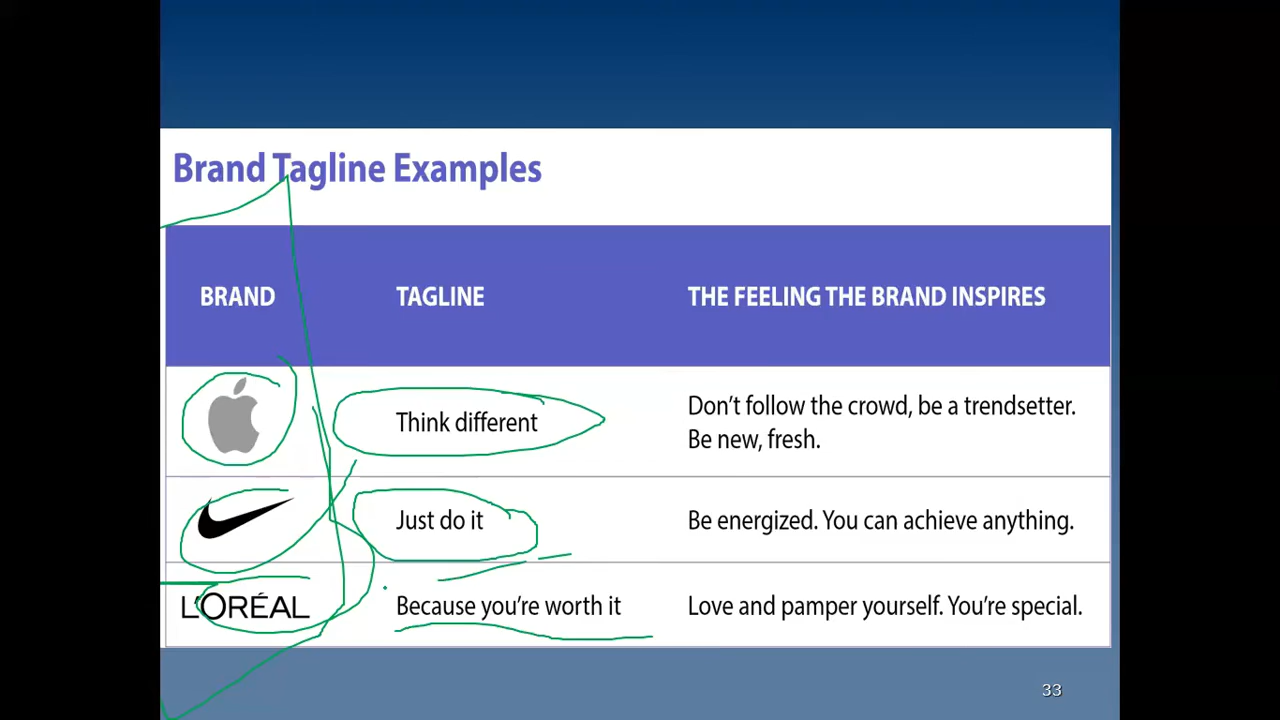 Brand Tagline Examples
BRAND TAGLINE THE FEELING THE BRAND INSPIRES
Think different Don't follow the crowd, be a trendsetter.
Be new, fresh.
Just do it Be energized. You can achieve anything.
L'ORÉAL Because you're worth it Love and pamper yourself. You're special.
33